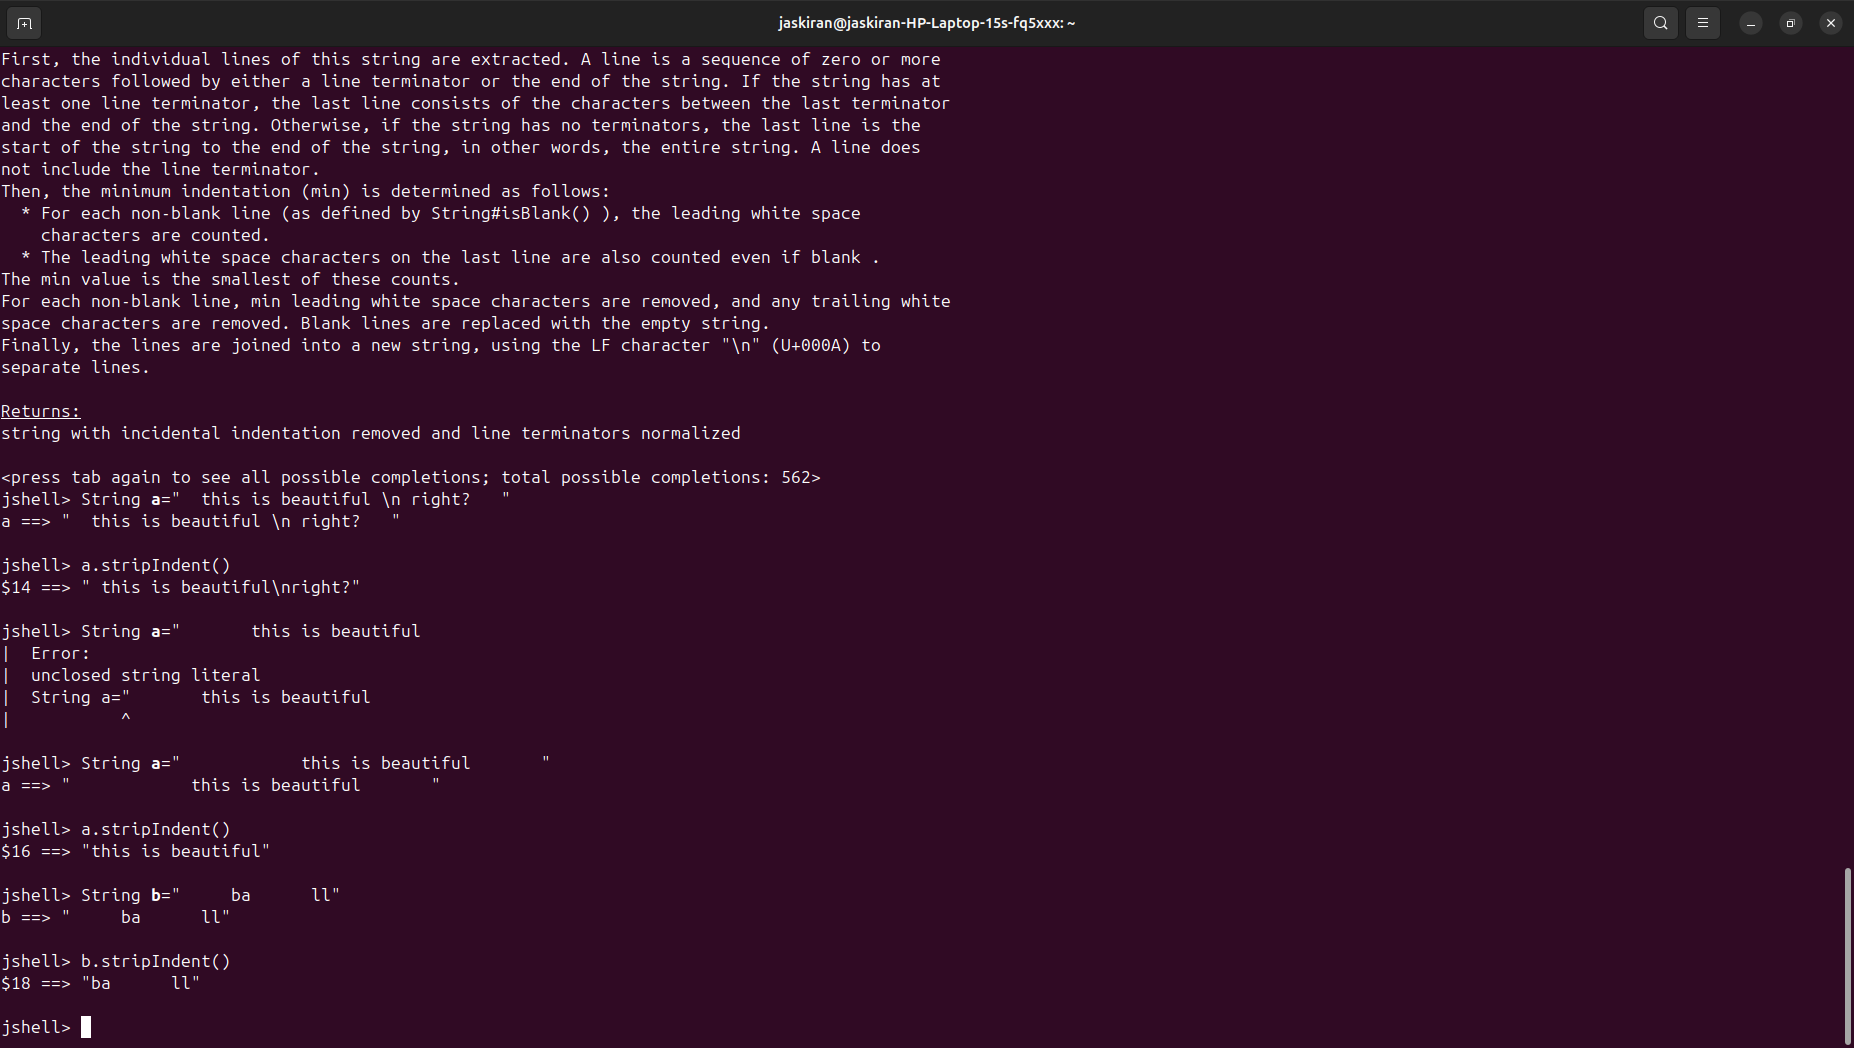 jaskiran@jaskiran-HP-Laptop-15s-fq5xxx: ~
First, the individual lines of this string are extracted. A line is a sequence of zero or more
characters followed by either a line terminator or the end of the string. If the string has at
least one line terminator, the last line consists of the characters between the last terminator
and the end of the string. Otherwise, if the string has no terminators, the last line is the
start of the string to the end of the string, in other words, the entire string. A line does
not include the line terminator.
Then, the minimum indentation (min) is determined as follows:
  * For each non-blank line (as defined by String#isBlank() ), the leading white space
    characters are counted.
  * The leading white space characters on the last line are also counted even if blank .
The min value is the smallest of these counts.
For each non-blank line, min leading white space characters are removed, and any trailing white
space characters are removed. Blank lines are replaced with the empty string.
Finally, the lines are joined into a new string, using the LF character "\n" (U+000A) to
separate lines.

Returns:
string with incidental indentation removed and line terminators normalized

<press tab again to see all possible completions; total possible completions: 562>
jshell> String a="  this is beautiful \n right?   "
a ==> "  this is beautiful \n right?   "

jshell> a.stripIndent()
$14 ==> " this is beautiful\nright?"

jshell> String a="       this is beautiful
|  Error:
|  unclosed string literal
|  String a="       this is beautiful
|           ^

jshell> String a="            this is beautiful       "
a ==> "            this is beautiful       "

jshell> a.stripIndent()
$16 ==> "this is beautiful"

jshell> String b="     ba      ll"
b ==> "     ba      ll"

jshell> b.stripIndent()
$18 ==> "ba      ll"

jshell>